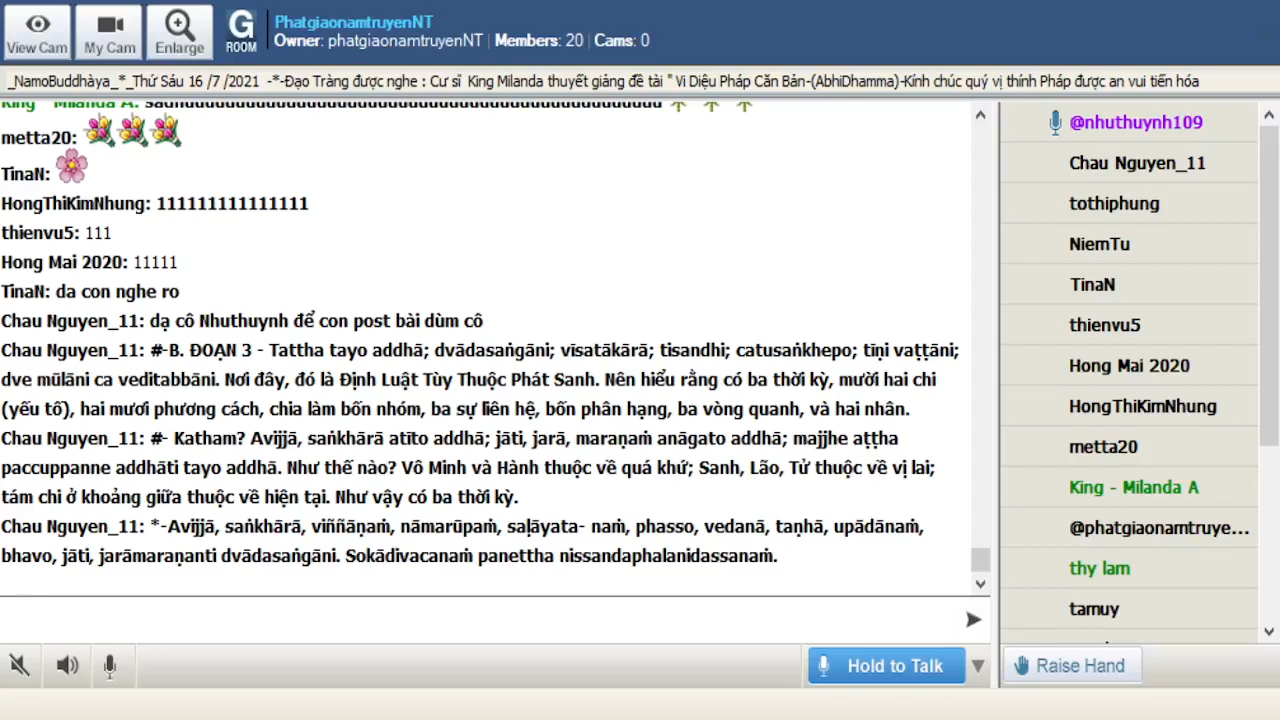 View Cam
My Cam
Enlarge
G
ROOM
PhatgiaonamtruyenNT
Owner: phatgiaonamtruyenNT | Members: 20 | Cams: 0
_NamoBuddhàya_*_Thứ Sáu 16 /7 /2021 -*-Đạo Tràng được nghe : Cư sĩ King Milanda thuyết giảng đề tài " Vi Diệu Pháp Căn Bản-(AbhiDhamma)-Kính chúc quý vị thính Pháp được an vui tiến hóa
King - Milanda A:
metta20:
TinaN:
HongThiKimNhung: 111111111111111
thienvu5: 111
Hong Mai 2020: 11111
TinaN: da con nghe ro
Chau Nguyen_11: dạ cô Nhuthuynh để con post bài dùm cô
Chau Nguyen_11: #-B. ĐOẠN 3 - Tattha tayo addhā; dvādasaṅgāni; vīsatākārā; tisandhi; catusaṅkhepo; tīṇi vaṭṭāni;
dve mūlāni ca veditabbāni. Nơi đây, đó là Định Luật Tùy Thuộc Phát Sanh. Nên hiểu rằng có ba thời kỳ, mười hai chi
(yếu tố), hai mươi phương cách, chia làm bốn nhóm, ba sự liên hệ, bốn phân hạng, ba vòng quanh, và hai nhân.
Chau Nguyen_11: #- Katham? Avijjā, saṅkhārā atīto addhā; jāti, jarā, maraṇaṁ anāgato addhā; majjhe aṭṭha
paccuppanne addhāti tayo addhā. Như thế nào? Vô Minh và Hành thuộc về quá khứ; Sanh, Lão, Tử thuộc về vị lai;
tám chi ở khoảng giữa thuộc về hiện tại. Như vậy có ba thời kỳ.
Chau Nguyen_11: *-Avijjā, saṅkhārā, viññāṇaṁ, nāmarūpaṁ, saḷāyata- naṁ, phasso, vedanā, taṇhā, upādānaṁ,
bhavo, jāti, jarāmaraṇanti dvādasaṅgāni. Sokādivacanaṁ panettha nissandaphalanidassanaṁ.
Hold to Talk
@nhuthuynh109
Chau Nguyen_11
tothiphung
NiemTu
TinaN
thienvu5
Hong Mai 2020
HongThiKimNhung
metta20
King - Milanda A
@phatgiaonamtruye...
thy lam
tamuy
Raise Hand